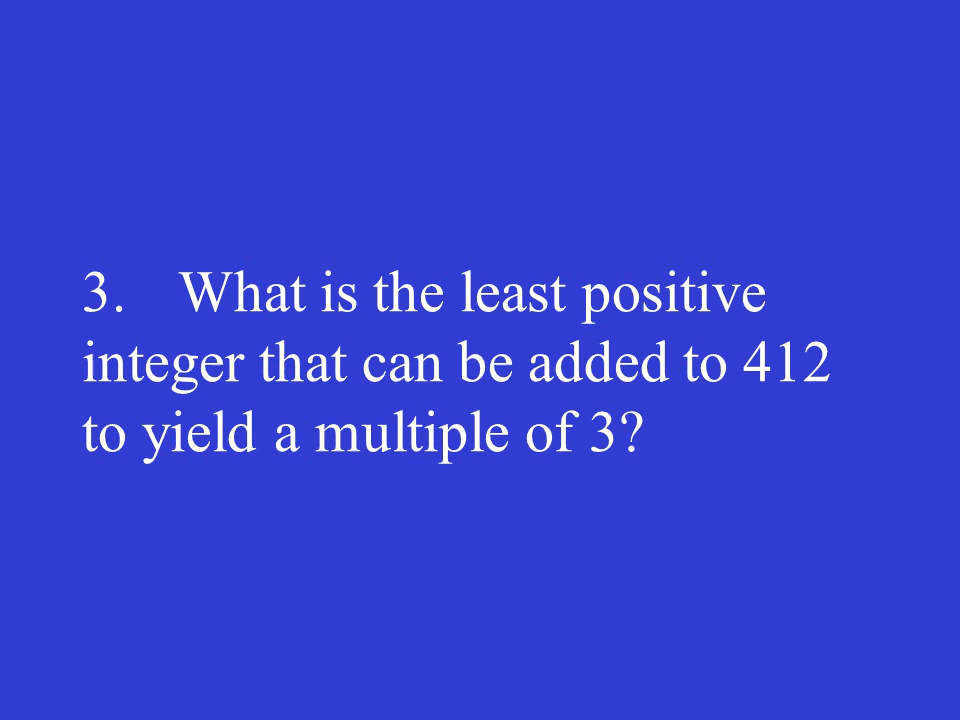 3. What is the least positive
integer that can be added to 412
to yield a multiple of 3?